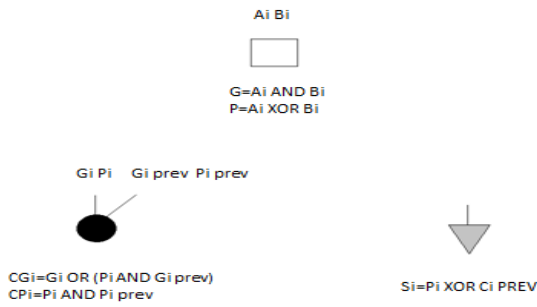 Ai Bi
G=Ai AND Bi
P=Ai XOR Bi
Gi Pi Gi prev Pi prev
CGi=Gi OR (Pi AND Gi prev)
CPi=Pi AND Pi prev
Si=Pi XOR Ci PREV